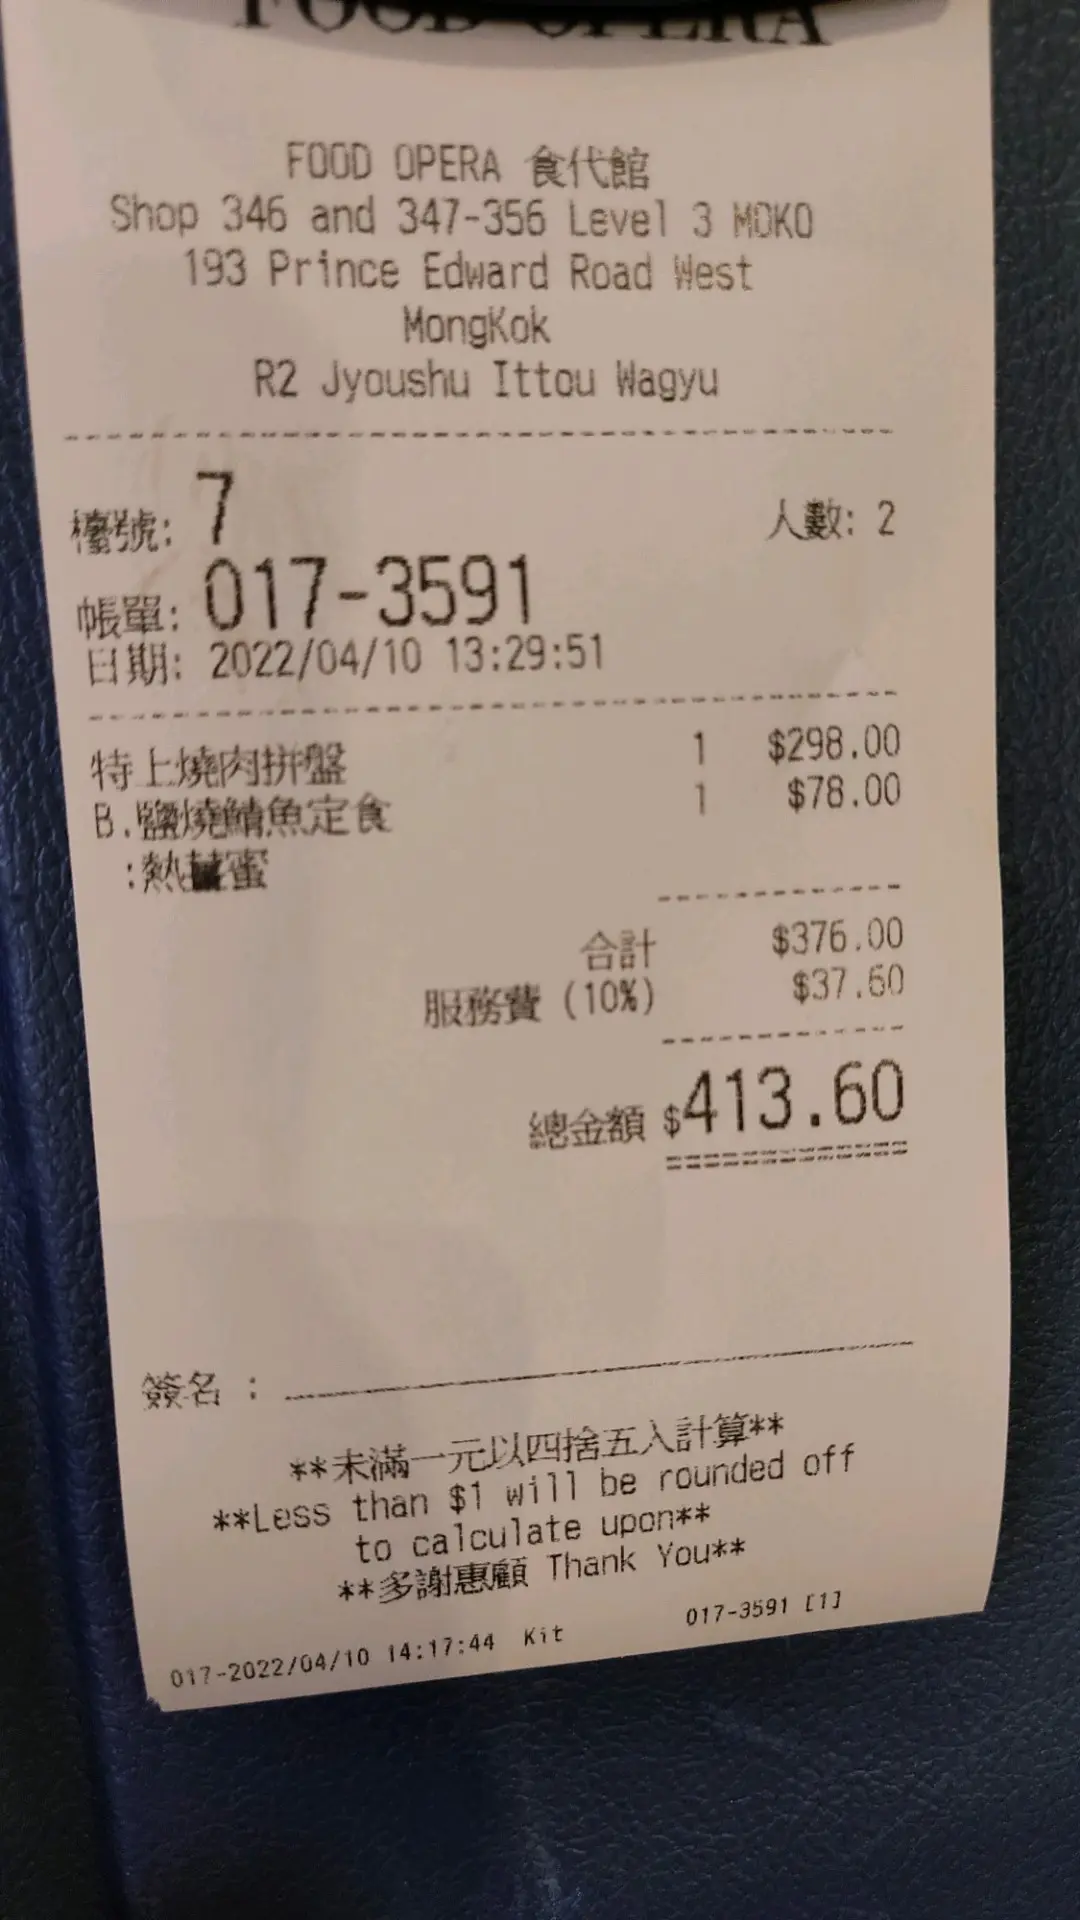 FOOD OPERA
FOOD OPERA 食代館
Shop 346 and 347-356 Level 3 MOKO
193 Prince Edward Road West
MongKok
R2 Jyoushu Ittou Wagyu
檯號: 7 人數: 2
帳單: 017-3591
日期: 2022/04/10 13:29:51
特上燒肉拼盤 1 $298.00
B.鹽燒鯖魚定食 1 $78.00
:熱薑蜜
合計 $376.00
服務費 (10%) $37.60
總金額 $413.60
簽名 :
**未滿一元以四捨五入計算**
**Less than $1 will be rounded off
to calculate upon**
**多謝惠顧 Thank You**
017-2022/04/10 14:17:44 Kit 017-3591 [1]